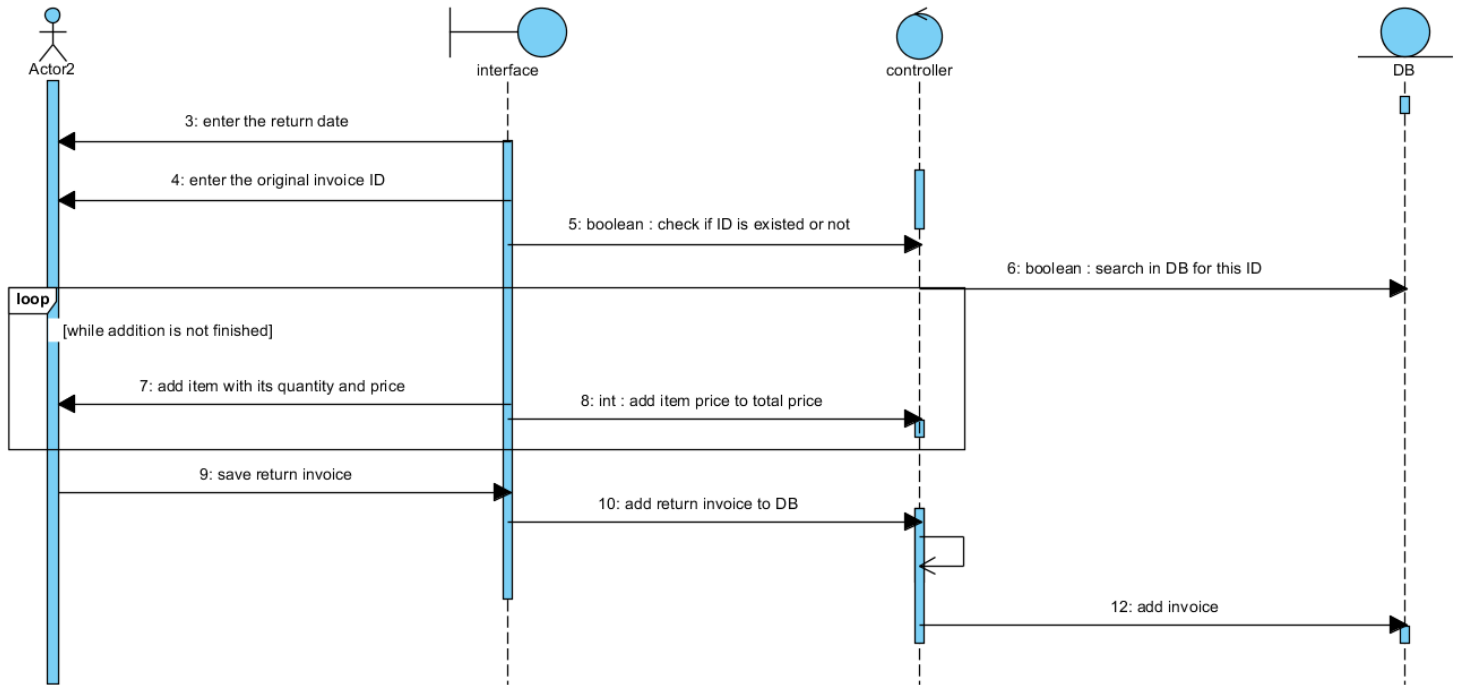 Actor2
interface
controller
DB
3: enter the return date
4: enter the original invoice ID
5: boolean : check if ID is existed or not
6: boolean : search in DB for this ID
loop
[while addition is not finished]
7: add item with its quantity and price
8: int : add item price to total price
9: save return invoice
10: add return invoice to DB
12: add invoice